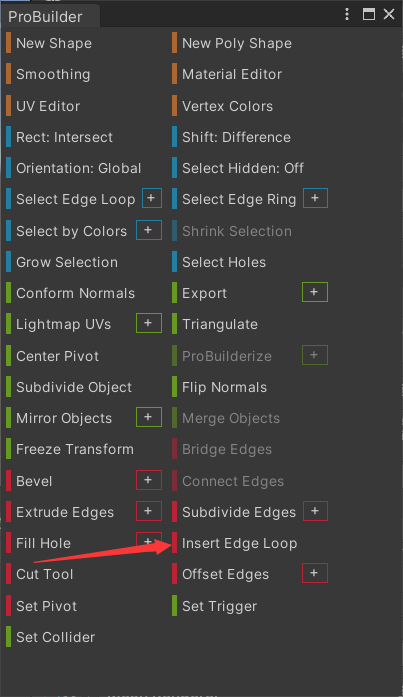 ProBuilder
New Shape
New Poly Shape
Smoothing
Material Editor
UV Editor
Vertex Colors
Rect: Intersect
Shift: Difference
Orientation: Global
Select Hidden: Off
Select Edge Loop +
Select Edge Ring +
Select by Colors +
Shrink Selection
Grow Selection
Select Holes
Conform Normals
Export +
Lightmap UVs +
Triangulate
Center Pivot
ProBuilderize +
Subdivide Object
Flip Normals
Mirror Objects +
Merge Objects
Freeze Transform
Bridge Edges
Bevel +
Connect Edges
Extrude Edges +
Subdivide Edges +
Fill Hole +
Insert Edge Loop
Cut Tool
Offset Edges +
Set Pivot
Set Trigger
Set Collider